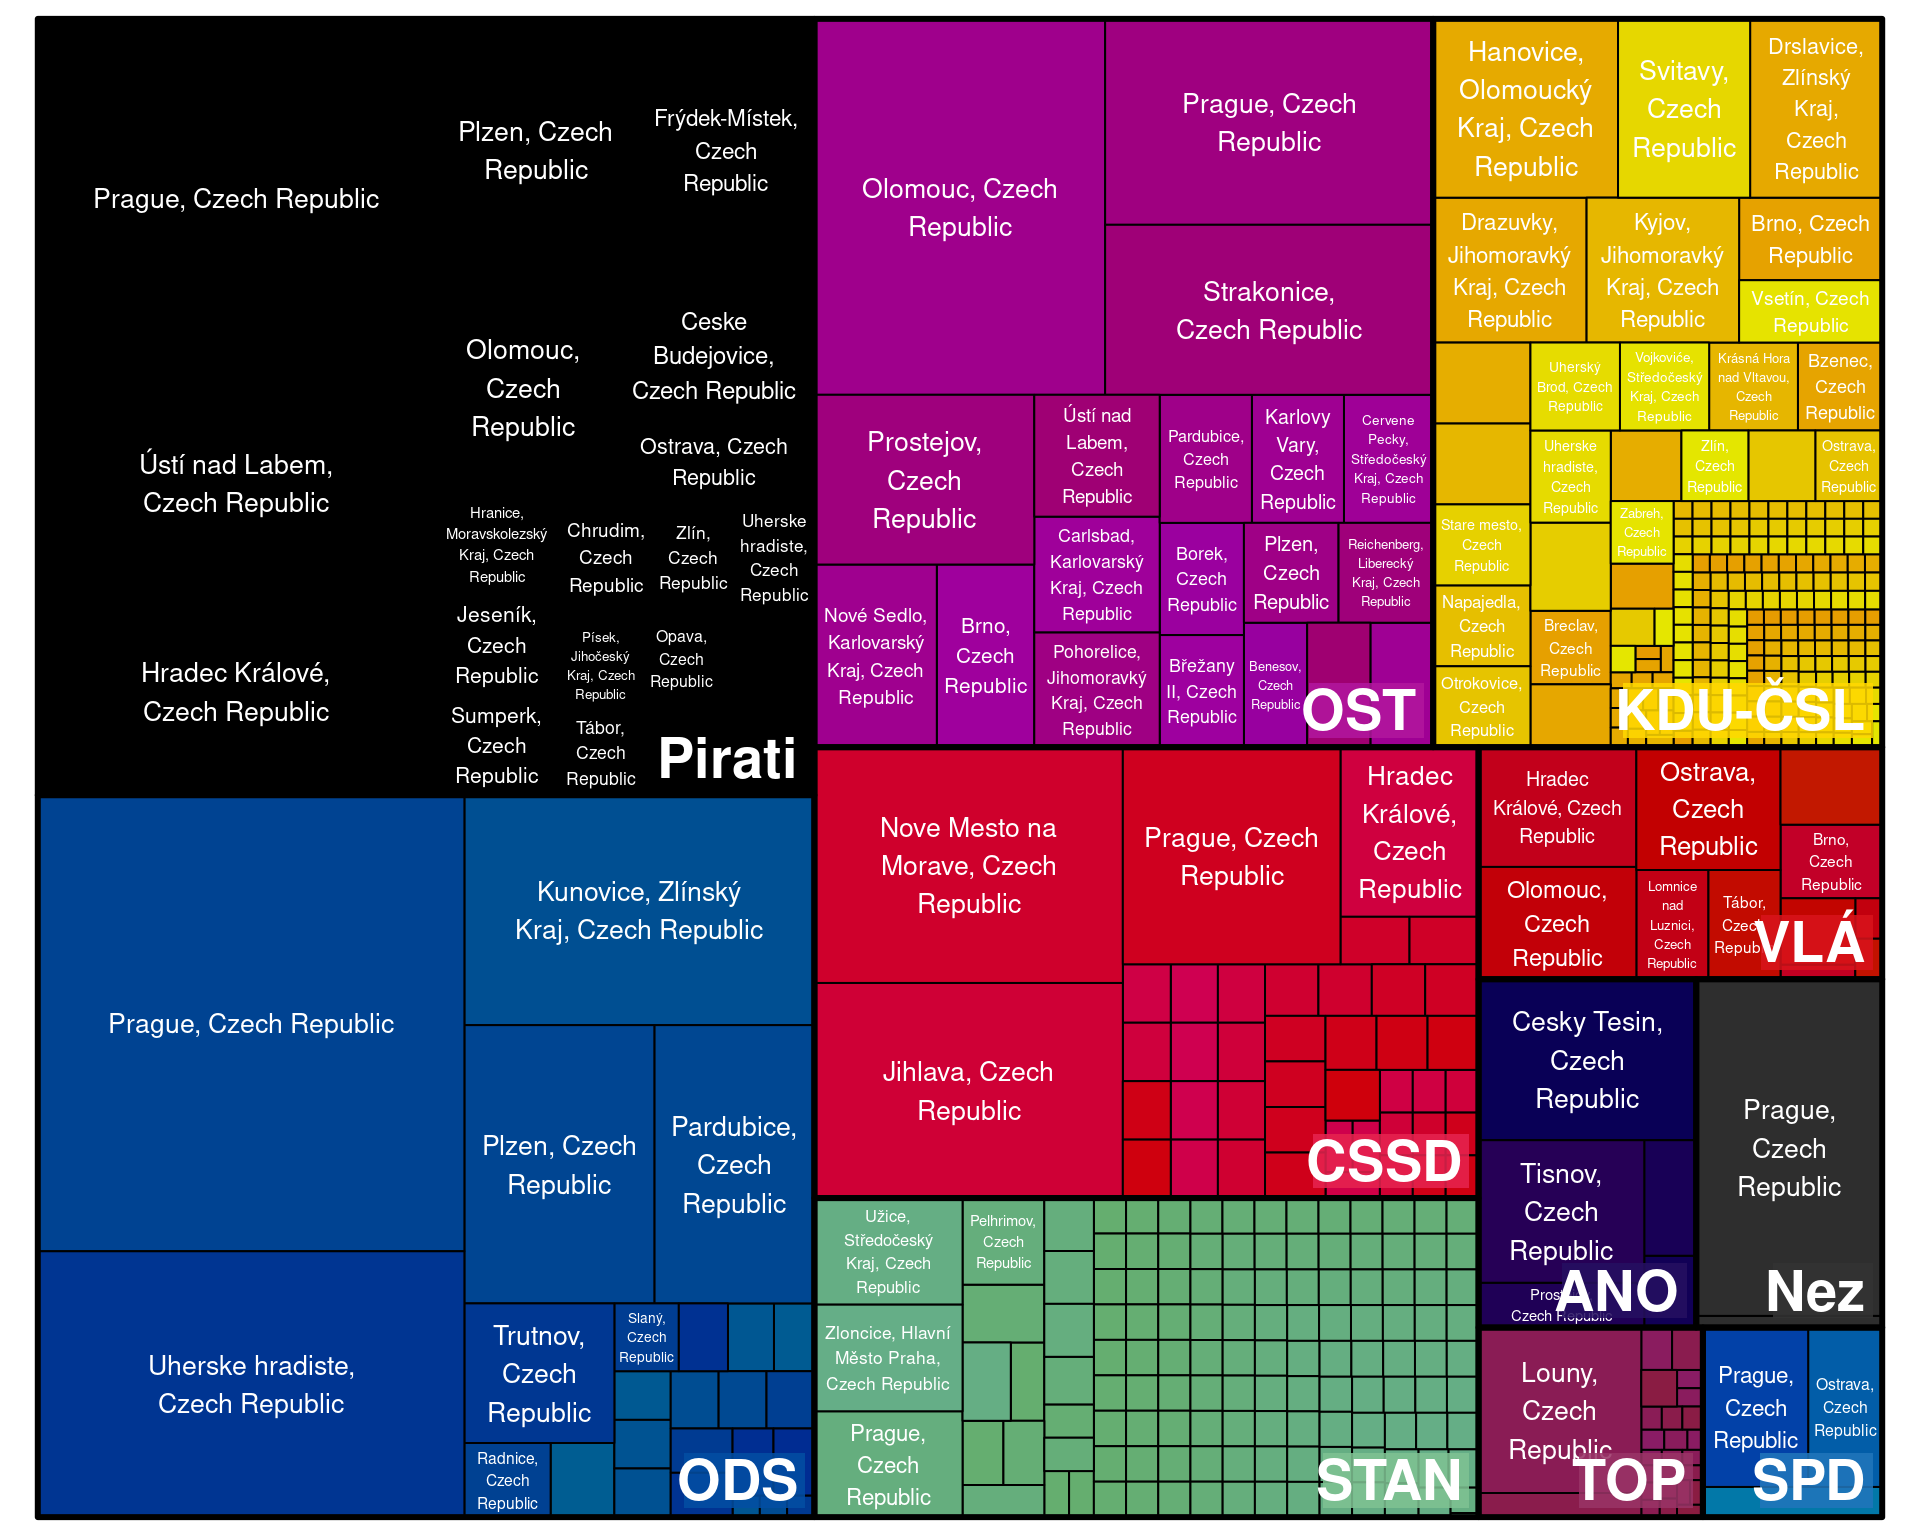 Prague, Czech Republic
Plzen, Czech
Republic
Frýdek-Místek,
Czech
Republic
Ústí nad Labem,
Czech Republic
Olomouc,
Czech
Republic
Ceske
Budejovice,
Czech Republic
Ostrava, Czech
Republic
Hradec Králové,
Czech Republic
Hranice,
Moravskolezský
Kraj, Czech
Republic
Chrudim,
Czech
Republic
Zlín,
Czech
Republic
Uherske
hradiste,
Czech
Republic
Jeseník,
Czech
Republic
Písek,
Jihočeský
Kraj, Czech
Republic
Opava,
Czech
Republic
Sumperk,
Czech
Republic
Tábor,
Czech
Republic
Pirati
Olomouc, Czech
Republic
Prague, Czech
Republic
Strakonice,
Czech Republic
Prostejov,
Czech
Republic
Ústí nad
Labem,
Czech
Republic
Pardubice,
Czech
Republic
Karlovy
Vary,
Czech
Republic
Cervene
Pecky,
Středočeský
Kraj, Czech
Republic
Nové Sedlo,
Karlovarský
Kraj, Czech
Republic
Brno,
Czech
Republic
Carlsbad,
Karlovarský
Kraj, Czech
Republic
Pohorelice,
Jihomoravký
Kraj, Czech
Republic
Borek,
Czech
Republic
Plzen,
Czech
Republic
Reichenberg,
Liberecký
Kraj, Czech
Republic
Břežany
II, Czech
Republic
Benesov,
Czech
Republic
OST
Hanovice,
Olomoucký
Kraj, Czech
Republic
Svitavy,
Czech
Republic
Drslavice,
Zlínský
Kraj,
Czech
Republic
Drazuvky,
Jihomoravký
Kraj, Czech
Republic
Kyjov,
Jihomoravký
Kraj, Czech
Republic
Brno, Czech
Republic
Vsetín, Czech
Republic
Uherský
Brod, Czech
Republic
Vojkovice,
Středočeský
Kraj, Czech
Republic
Krásná Hora
nad Vltavou,
Czech
Republic
Bzenec,
Czech
Republic
Uherske
hradiste,
Czech
Republic
Zlín,
Czech
Republic
Ostrava,
Czech
Republic
Stare mesto,
Czech
Republic
Zabreh,
Czech
Republic
Napajedla,
Czech
Republic
Breclav,
Czech
Republic
Otrokovice,
Czech
Republic
KDU-ČSL
Prague, Czech Republic
Kunovice, Zlínský
Kraj, Czech Republic
Plzen, Czech
Republic
Pardubice,
Czech
Republic
Uherske hradiste,
Czech Republic
Trutnov,
Czech
Republic
Slaný,
Czech
Republic
Radnice,
Czech
Republic
ODS
Nove Mesto na
Morave, Czech
Republic
Prague, Czech
Republic
Hradec
Králové,
Czech
Republic
Jihlava, Czech
Republic
CSSD
Hradec
Králové, Czech
Republic
Ostrava,
Czech
Republic
Brno,
Czech
Republic
Olomouc,
Czech
Republic
Lomnice
nad
Luznici,
Czech
Republic
Tábor,
VLÁ
Cesky Tesin,
Czech
Republic
Tisnov,
Czech
Republic
Czech Republic
ANO
Prague,
Czech
Republic
Nez
Užice,
Středočeský
Kraj, Czech
Republic
Pelhrimov,
Czech
Republic
Zloncice, Hlavní
Město Praha,
Czech Republic
Prague,
Czech
Republic
STAN
Louny,
Czech
Republic
TOP
Prague,
Czech
Republic
Ostrava,
Czech
Republic
SPD